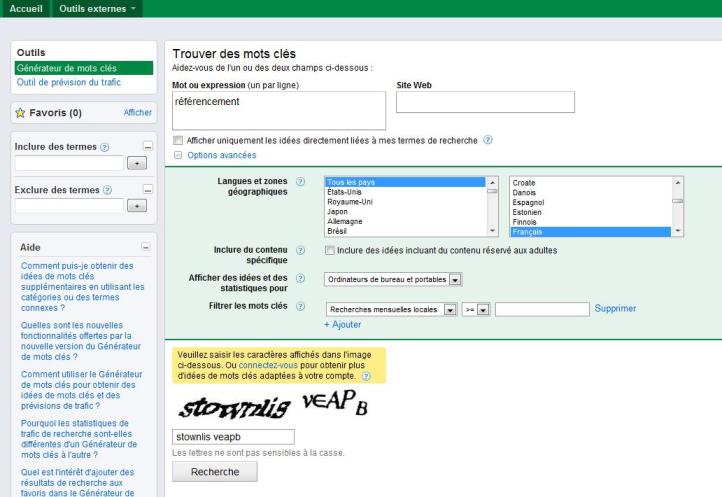 Accueil Outils externes
Outils
Générateur de mots clés
Outil de prévision du trafic
Favoris (0) Afficher
Inclure des termes ?
+
Exclure des termes ?
+
Aide
Comment puis-je obtenir des
idées de mots clés
supplémentaires en utilisant les
catégories ou des termes
connexes ?
Quelles sont les nouvelles
fonctionnalités offertes par la
nouvelle version du Générateur
de mots clés ?
Comment utiliser le Générateur
de mots clés pour obtenir des
idées de mots clés et des
prévisions de trafic ?
Pourquoi les statistiques de
trafic de recherche sont-elles
différentes d'un Générateur de
mots clés à l'autre ?
Quel est l'intérêt d'ajouter des
résultats de recherche aux
favoris dans le Générateur de
Trouver des mots clés
Aidez-vous de l'un ou des deux champs ci-dessous :
Mot ou expression (un par ligne) Site Web
référencement
Afficher uniquement les idées directement liées à mes termes de recherche ?
Options avancées
Langues et zones géographiques ?
Tous les pays
États-Unis
Royaume-Uni
Japon
Allemagne
Brésil
Croate
Danois
Espagnol
Estonien
Finnois
Français
Inclure du contenu spécifique ? Inclure des idées incluant du contenu réservé aux adultes
Afficher des idées et des statistiques pour ? Ordinateurs de bureau et portables
Filtrer les mots clés ? Recherches mensuelles locales >= Supprimer
+ Ajouter
Veuillez saisir les caractères affichés dans l'image
ci-dessous. Ou connectez-vous pour obtenir plus
d'idées de mots clés adaptées à votre compte. ?
stownlis veAPB
stownlis veapb
Les lettres ne sont pas sensibles à la casse.
Recherche